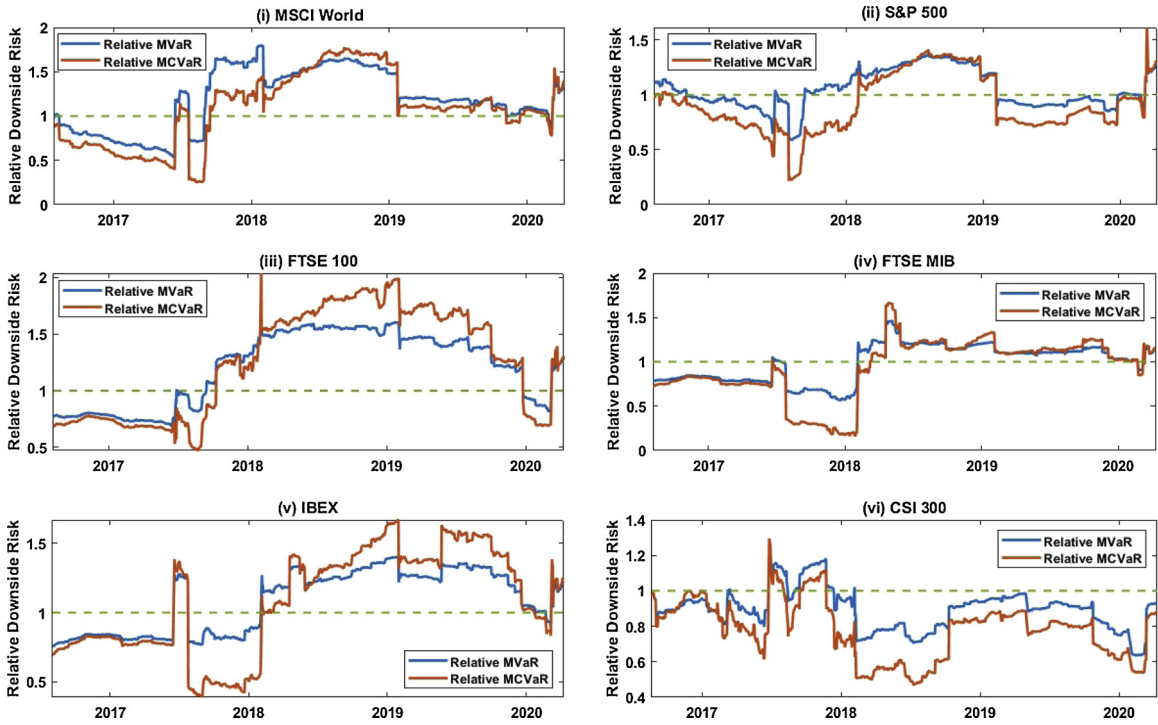 (i) MSCI World
Relative Downside Risk
2
1.5
1
0.5
0
Relative MVaR
Relative MCVaR
2017 2018 2019 2020
(ii) S&P 500
Relative Downside Risk
1.5
1
0.5
0
Relative MVaR
Relative MCVaR
2017 2018 2019 2020
(iii) FTSE 100
Relative Downside Risk
2
1.5
1
0.5
Relative MVaR
Relative MCVaR
2017 2018 2019 2020
(iv) FTSE MIB
Relative Downside Risk
2
1.5
1
0.5
0
Relative MVaR
Relative MCVaR
2017 2018 2019 2020
(v) IBEX
Relative Downside Risk
1.5
1
0.5
Relative MVaR
Relative MCVaR
2017 2018 2019 2020
(vi) CSI 300
Relative Downside Risk
1.4
1.2
1
0.8
0.6
0.4
Relative MVaR
Relative MCVaR
2017 2018 2019 2020